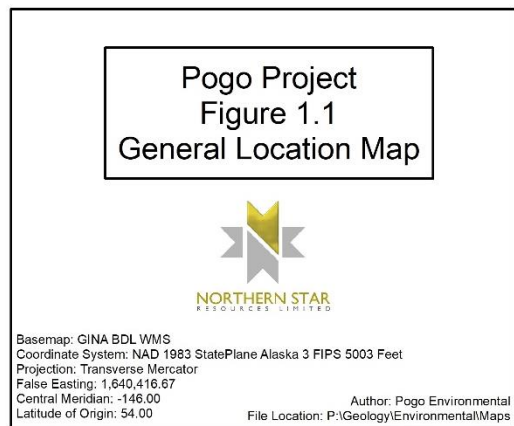 Pogo Project
Figure 1.1
General Location Map
NORTHERN STAR
RESOURCES LIMITED
Basemap: GINA BDL WMS
Coordinate System: NAD 1983 StatePlane Alaska 3 FIPS 5003 Feet
Projection: Transverse Mercator
False Easting: 1,640,416.67
Central Meridian: -146.00
Latitude of Origin: 54.00
Author: Pogo Environmental
File Location: P:\Geology\Environmental\Maps